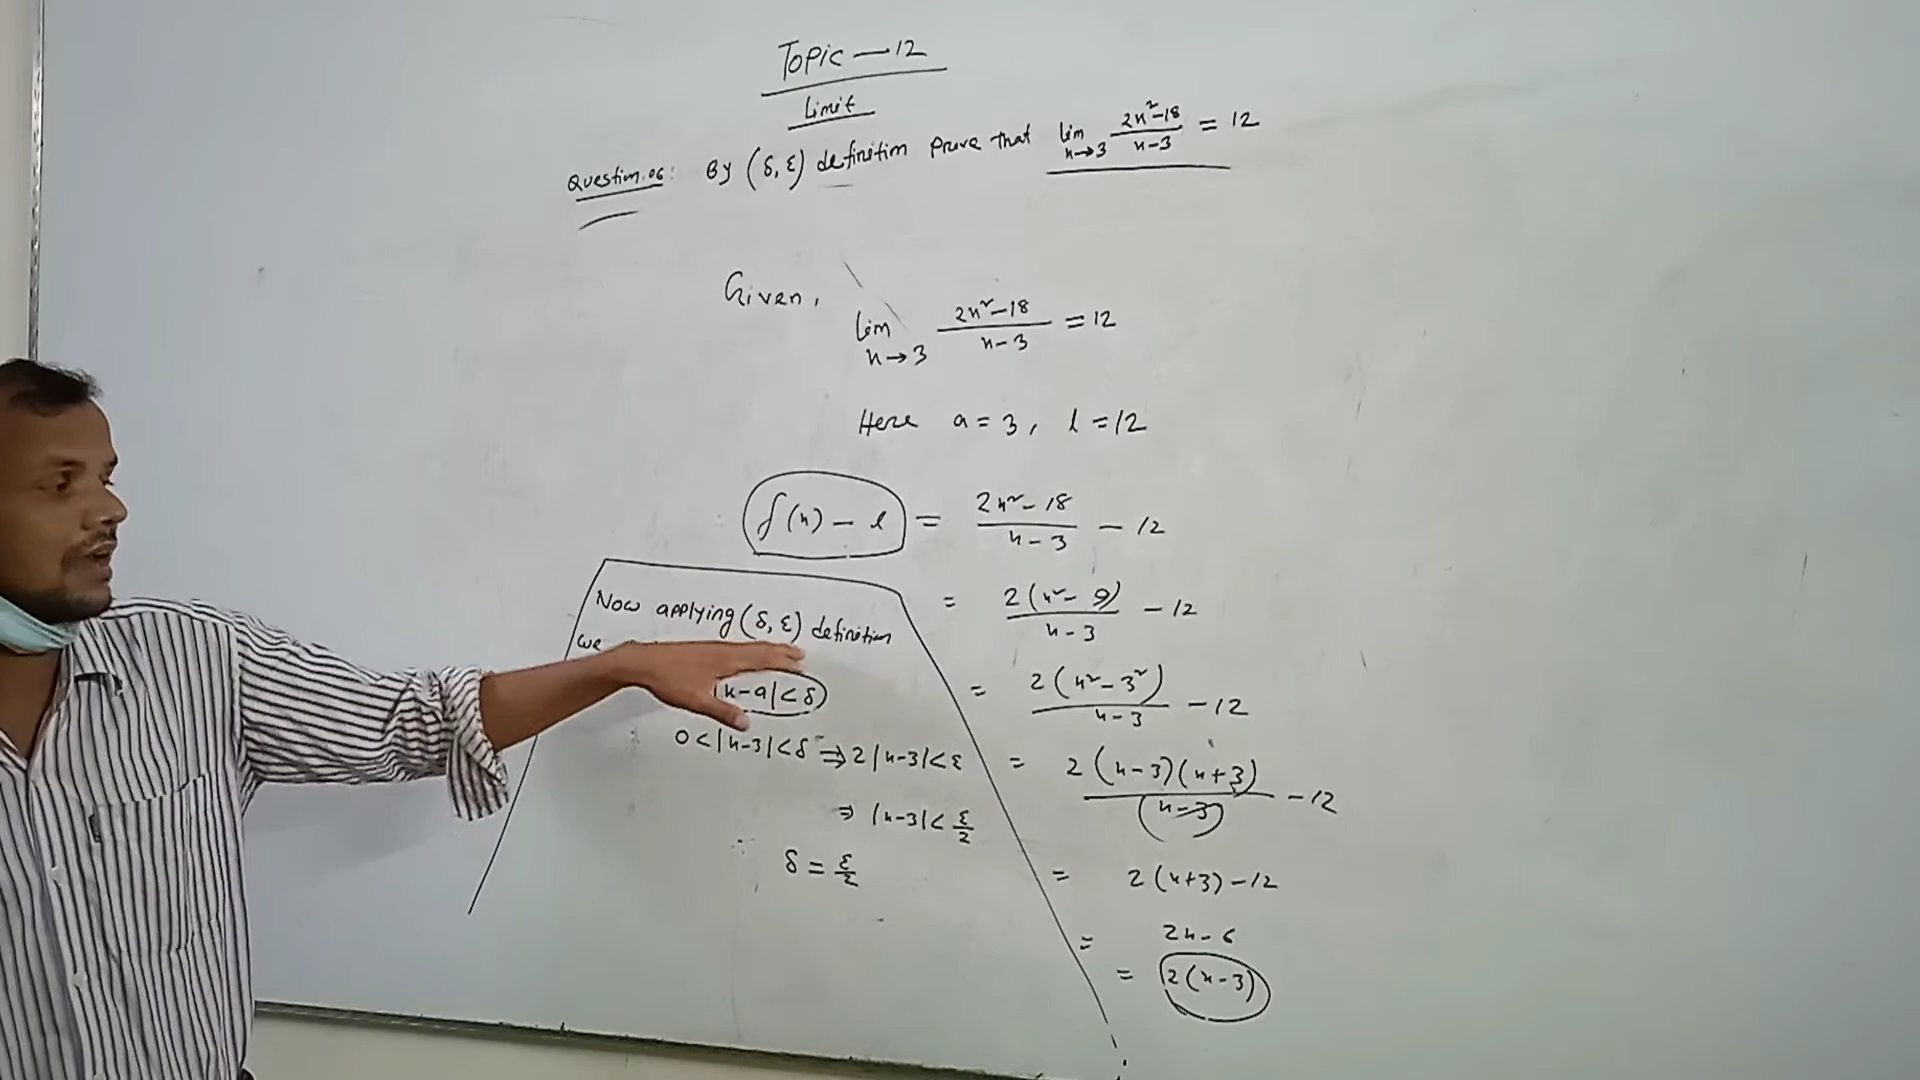 Topic — 12
Limit
Question.06: By (δ, ε) definition prove that lim x→3 2x²-18/x-3 = 12
Given,
lim x→3 2x²-18/x-3 = 12
Here a = 3, l = 12
f(x) - l = 2x²-18/x-3 - 12
= 2(x²-9)/x-3 - 12
= 2(x²-3²)/x-3 - 12
= 2(x-3)(x+3)/(x-3) - 12
= 2(x+3)-12
= 2x-6
= 2(x-3)
Now applying (δ, ε) definition
we
|x-a|<δ
0<|x-3|<δ ⇒ 2|x-3|<ε
⇒ |x-3|<ε/2
δ = ε/2